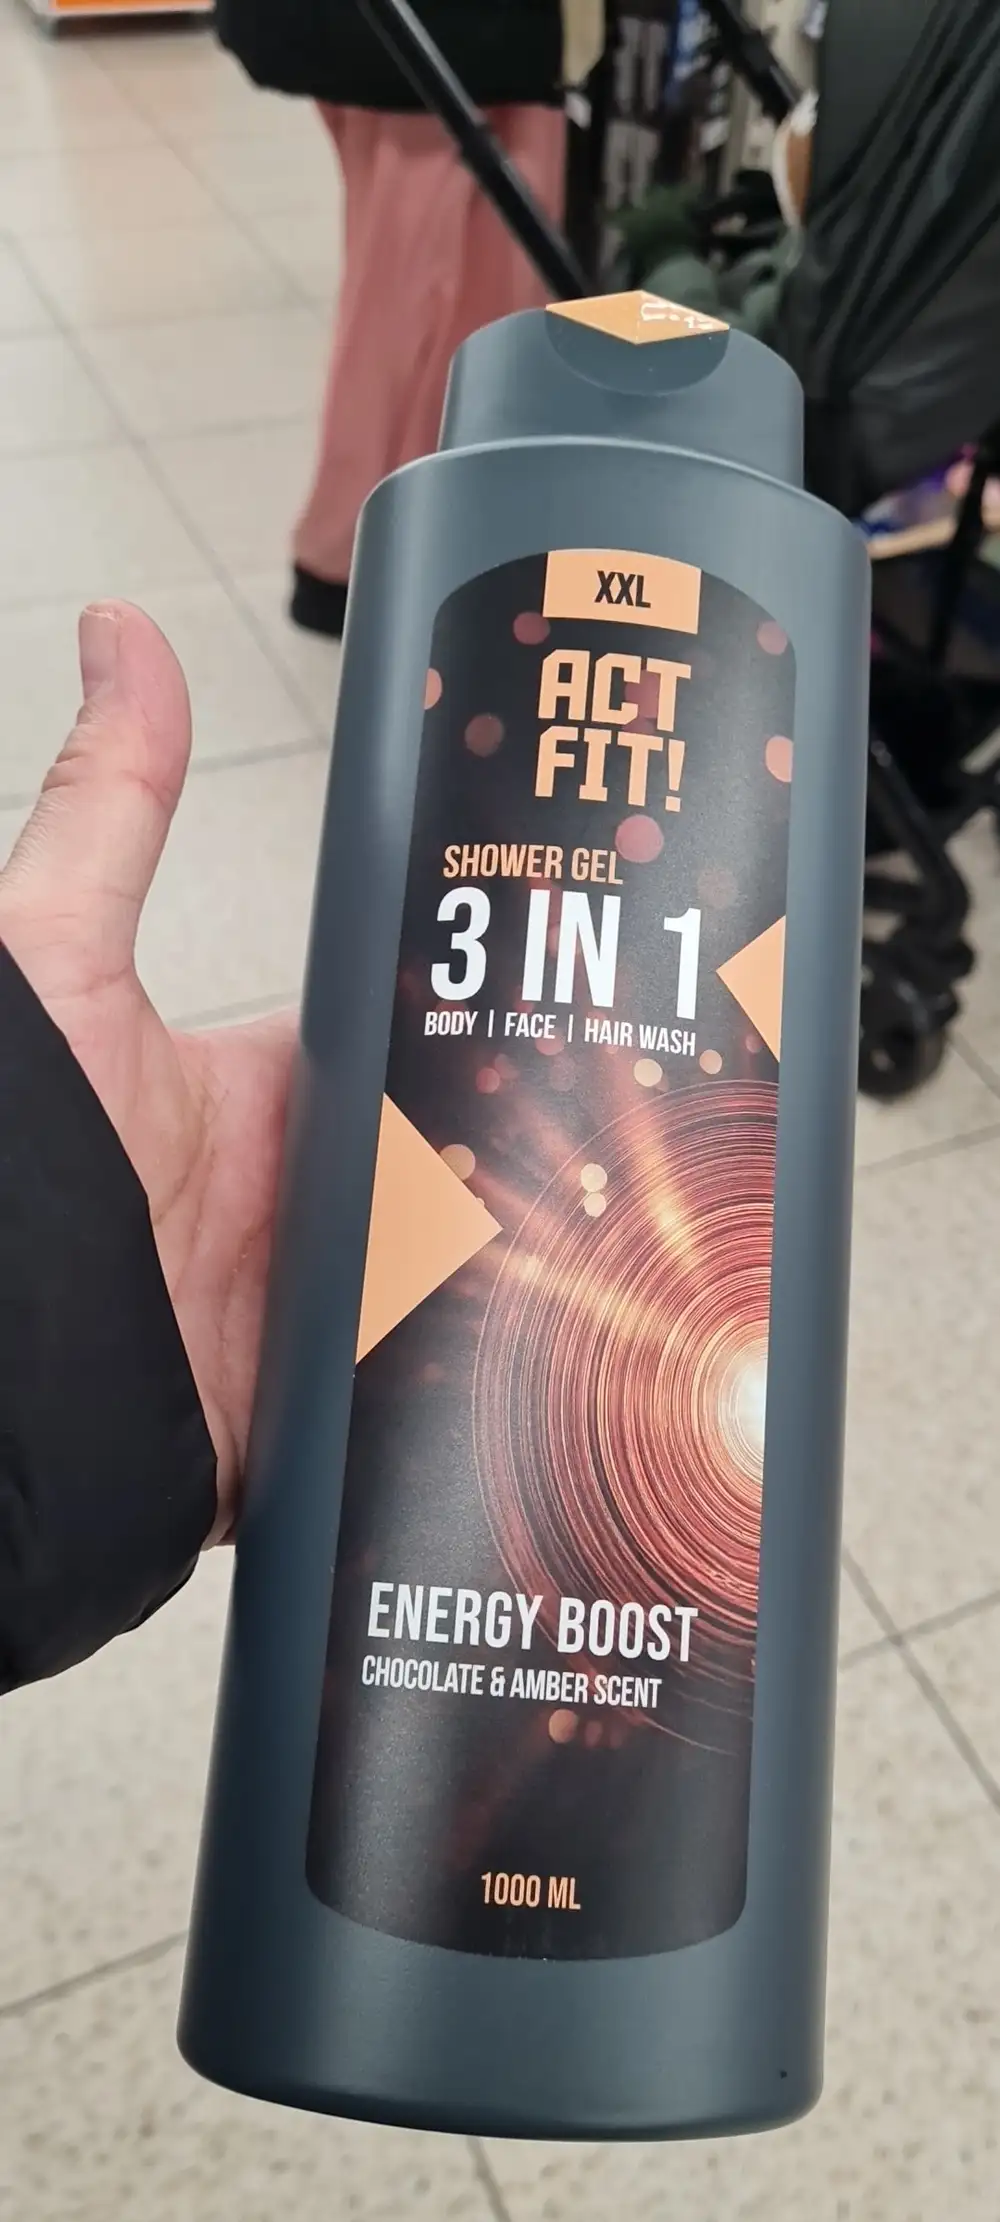 XXL
ACT
FIT!
SHOWER GEL
3 IN 1
BODY | FACE | HAIR WASH
ENERGY BOOST
CHOCOLATE & AMBER SCENT
1000 ML